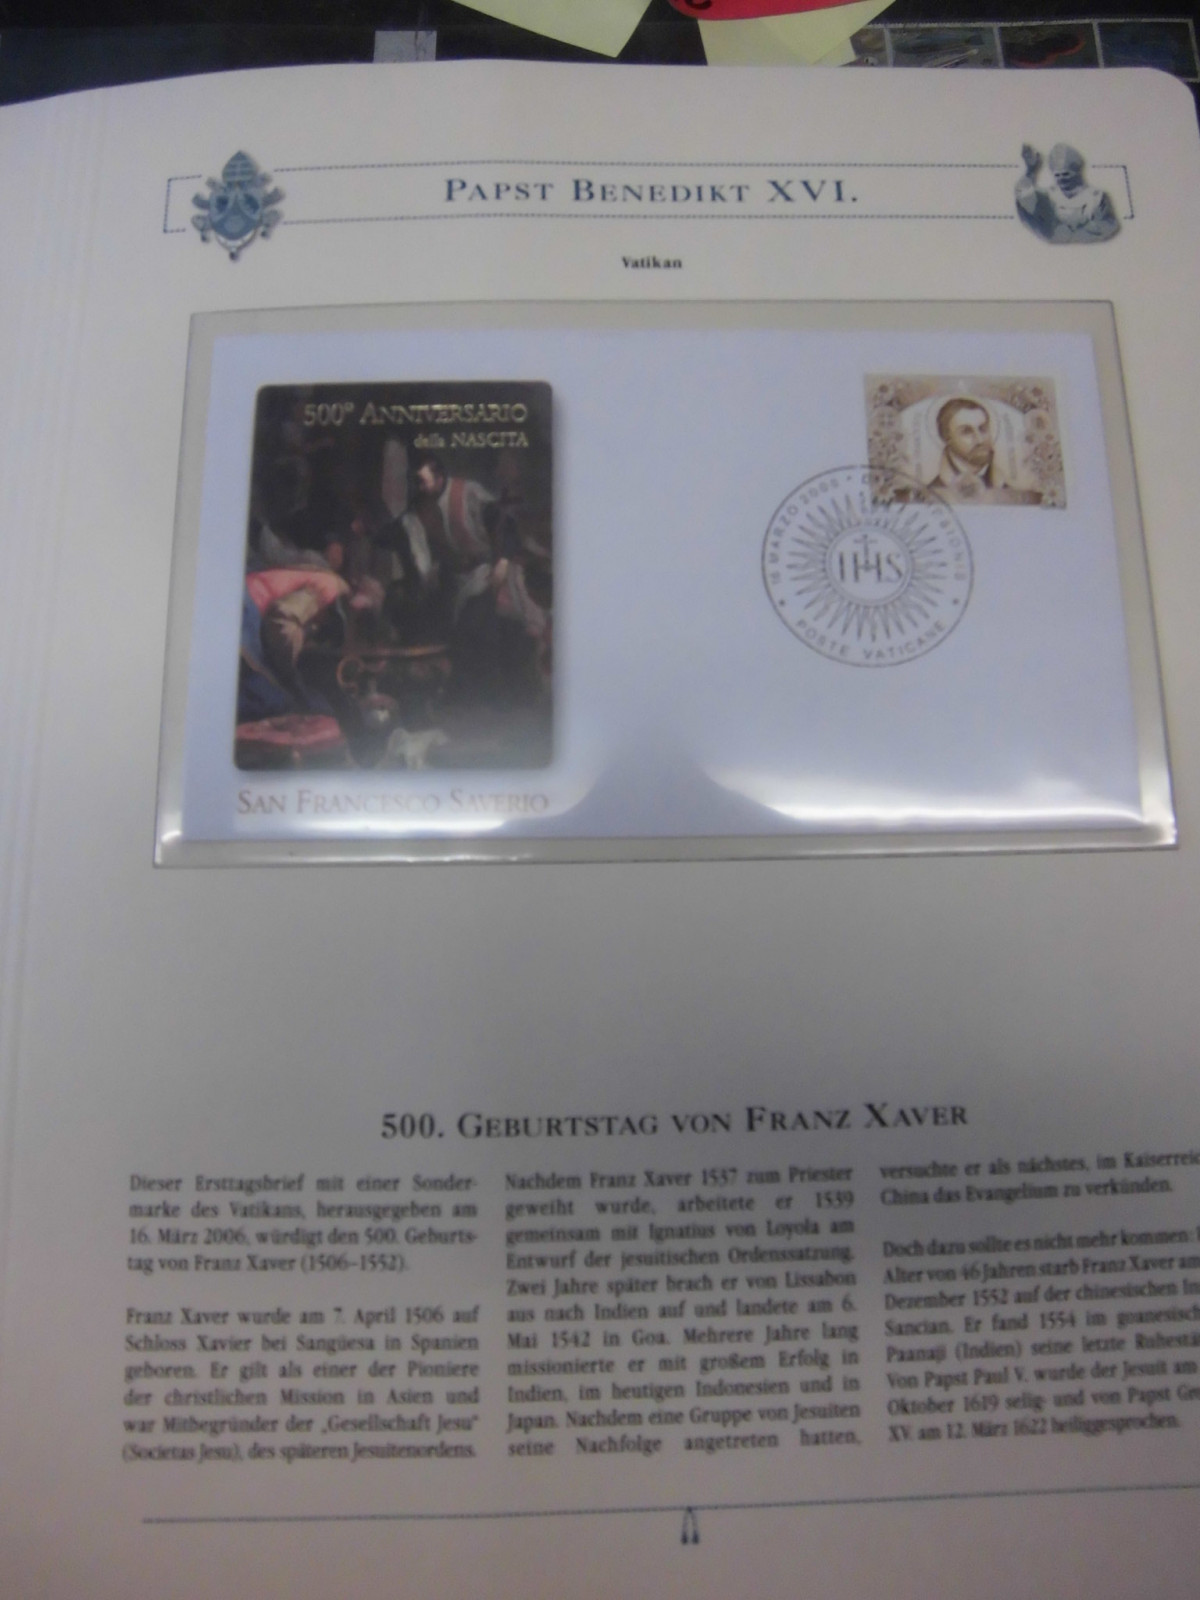 PAPST BENEDIKT XVI.
Vatikan
500° ANNIVERSARIO
della NASCITA
SAN FRANCESCO SAVERIO
16 MARZO 2006
POSTE VATICANE
IHS
500. GEBURTSTAG VON FRANZ XAVER
Dieser Ersttagsbrief mit einer Sonder-
marke des Vatikans, herausgegeben am
16. März 2006, würdigt den 500. Geburts-
tag von Franz Xaver (1506–1552).
Franz Xaver wurde am 7. April 1506 auf
Schloss Xavier bei Sangüesa in Spanien
geboren. Er gilt als einer der Pioniere
der christlichen Mission in Asien und
war Mitbegründer der „Gesellschaft Jesu“
(Societas Jesu), des späteren Jesuitenordens.
Nachdem Franz Xaver 1537 zum Priester
geweiht wurde, arbeitete er 1539
gemeinsam mit Ignatius von Loyola am
Entwurf der jesuitischen Ordenssatzung.
Zwei Jahre später brach er von Lissabon
aus nach Indien auf und landete am 6.
Mai 1542 in Goa. Mehrere Jahre lang
missionierte er mit großem Erfolg in
Indien, im heutigen Indonesien und in
Japan. Nachdem eine Gruppe von Jesuiten
seine Nachfolge angetreten hatten,
versuchte er als nächstes, im Kaiserreic
China das Evangelium zu verkünden.
Doch dazu sollte es nicht mehr kommen:
Alter von 46 Jahren starb Franz Xaver am
Dezember 1552 auf der chinesischen In
Sancian. Er fand 1554 im goanesisch
Paanaji (Indien) seine letzte Ruhestä
Von Papst Paul V. wurde der Jesuit am
Oktober 1619 selig- und von Papst Gr
XV. am 12. März 1622 heiliggesprochen.